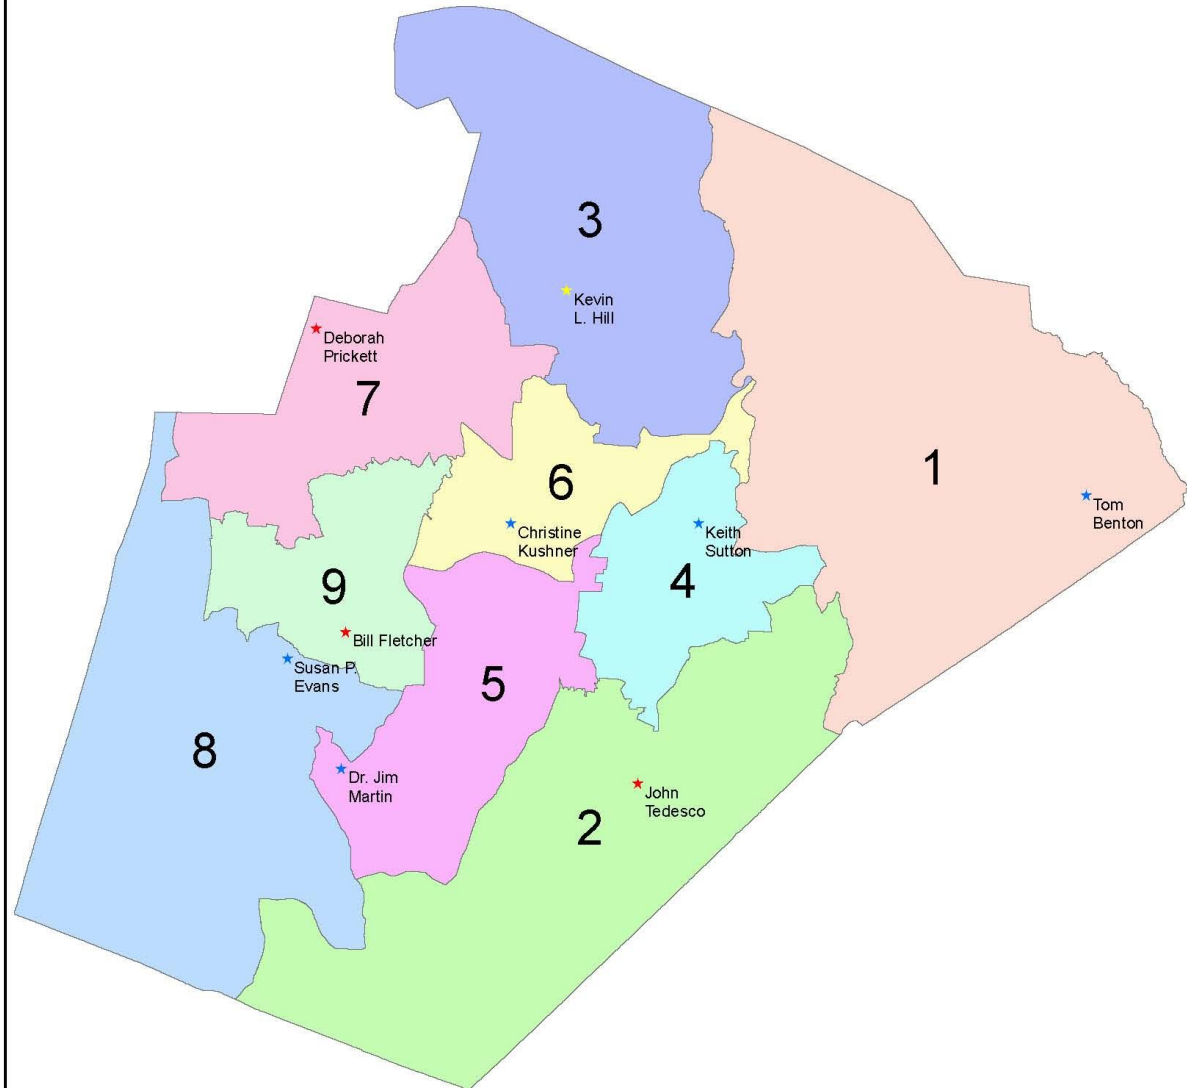 3
Kevin
L. Hill
Deborah
Prickett
7
1
6
Tom
Benton
Christine
Kushner
Keith
Sutton
4
9
Bill Fletcher
Susan P.
Evans
5
8
Dr. Jim
Martin
John
Tedesco
2